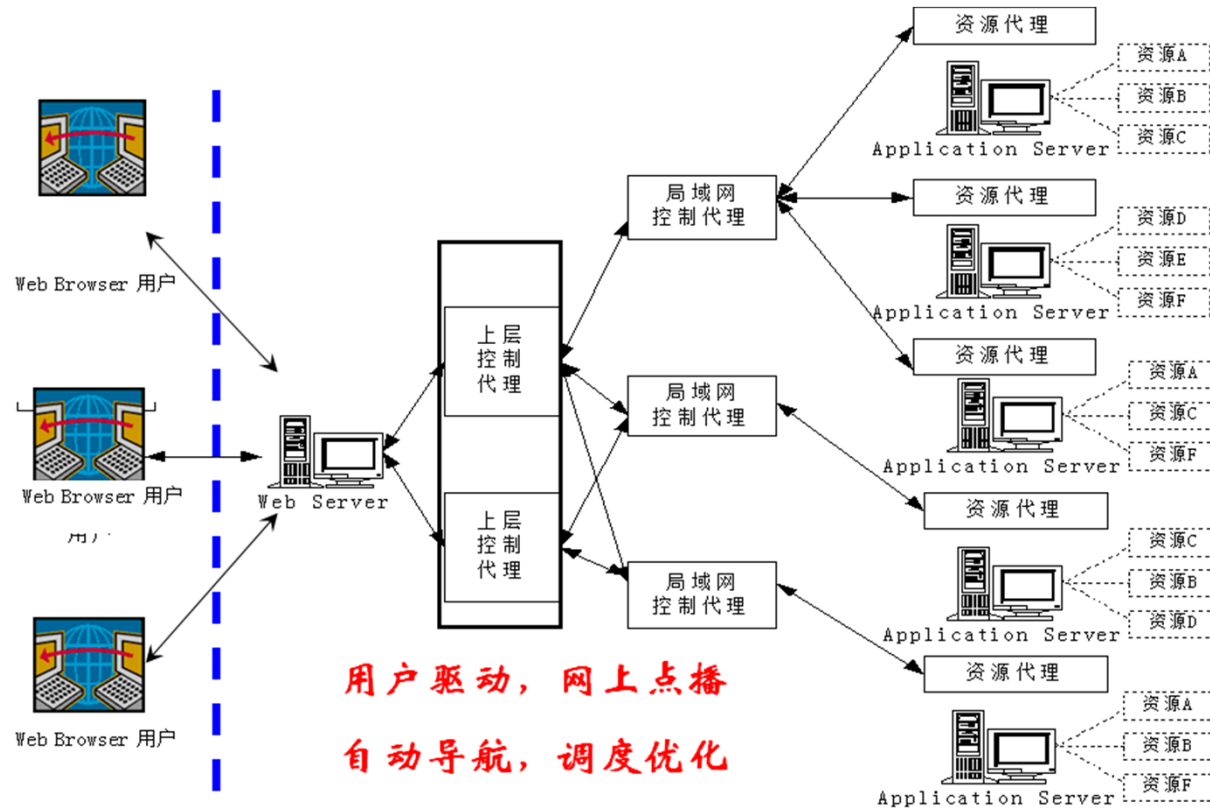 Web Browser 用户
Web Browser 用户
用户
Web Browser 用户
Web Server
上层
控制
代理
上层
控制
代理
局域网
控制代理
局域网
控制代理
局域网
控制代理
资源代理
Application Server
资源A
资源B
资源C
资源代理
Application Server
资源D
资源E
资源F
资源代理
Application Server
资源A
资源C
资源F
资源代理
Application Server
资源C
资源B
资源D
资源代理
Application Server
资源A
资源B
资源F
用户驱动，网上点播
自动导航，调度优化